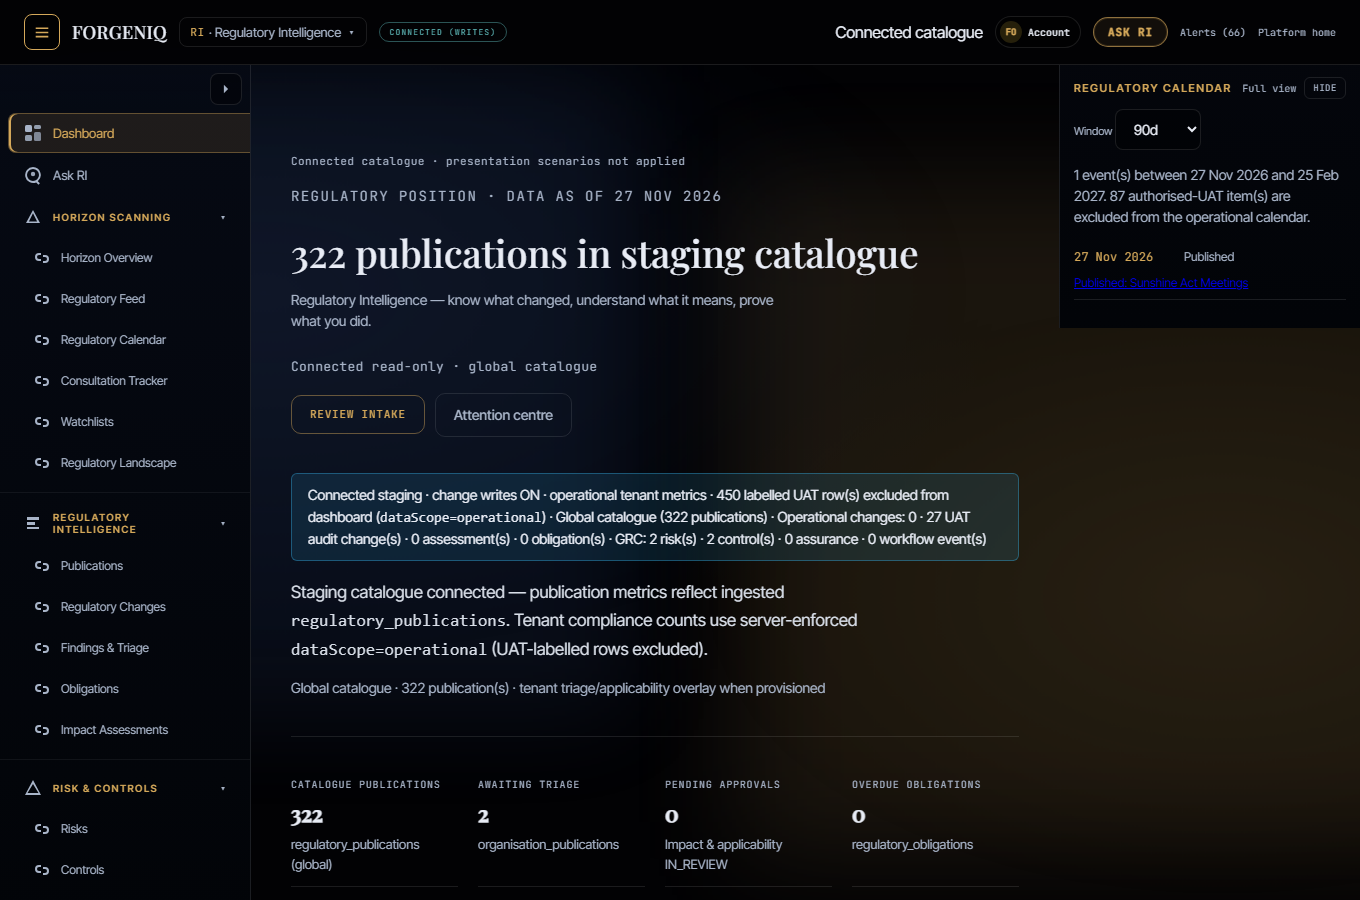 FORGENIQ
RI · Regulatory Intelligence ▾
CONNECTED (WRITES)
Connected catalogue
FO Account
ASK RI
Alerts (66)
Platform home
Dashboard
Ask RI
HORIZON SCANNING ▾
Horizon Overview
Regulatory Feed
Regulatory Calendar
Consultation Tracker
Watchlists
Regulatory Landscape
REGULATORY
INTELLIGENCE ▾
Publications
Regulatory Changes
Findings & Triage
Obligations
Impact Assessments
RISK & CONTROLS ▾
Risks
Controls
Connected catalogue · presentation scenarios not applied
REGULATORY POSITION · DATA AS OF 27 NOV 2026
322 publications in staging catalogue
Regulatory Intelligence — know what changed, understand what it means, prove
what you did.
Connected read-only · global catalogue
REVIEW INTAKE
Attention centre
Connected staging · change writes ON · operational tenant metrics · 450 labelled UAT row(s) excluded from
dashboard (dataScope=operational) · Global catalogue (322 publications) · Operational changes: 0 · 27 UAT
audit change(s) · 0 assessment(s) · 0 obligation(s) · GRC: 2 risk(s) · 2 control(s) · 0 assurance · 0 workflow event(s)
Staging catalogue connected — publication metrics reflect ingested
regulatory_publications. Tenant compliance counts use server-enforced
dataScope=operational (UAT-labelled rows excluded).
Global catalogue · 322 publication(s) · tenant triage/applicability overlay when provisioned
CATALOGUE PUBLICATIONS
322
regulatory_publications
(global)
AWAITING TRIAGE
2
organisation_publications
PENDING APPROVALS
0
Impact & applicability
IN_REVIEW
OVERDUE OBLIGATIONS
0
regulatory_obligations
REGULATORY CALENDAR
Full view
HIDE
Window 90d
1 event(s) between 27 Nov 2026 and 25 Feb
2027. 87 authorised-UAT item(s) are
excluded from the operational calendar.
27 Nov 2026 Published
Published: Sunshine Act Meetings